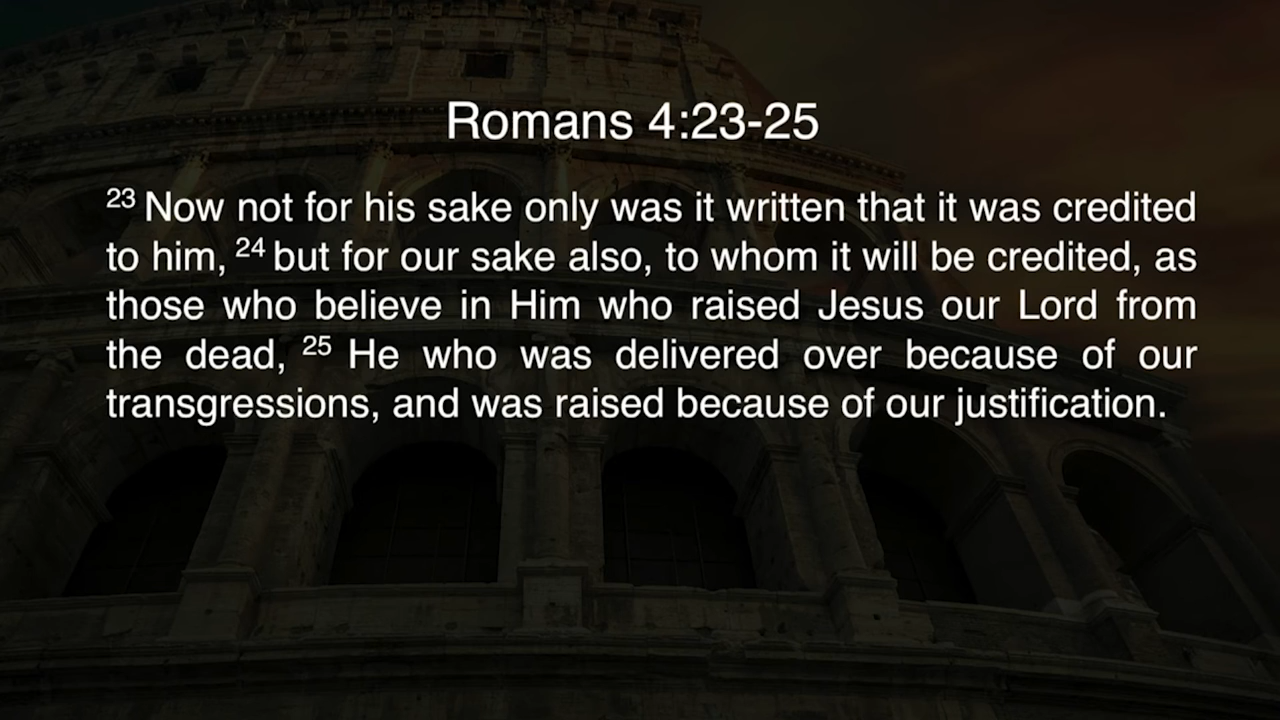 Romans 4:23-25
23 Now not for his sake only was it written that it was credited
to him, 24 but for our sake also, to whom it will be credited, as
those who believe in Him who raised Jesus our Lord from
the dead, 25 He who was delivered over because of our
transgressions, and was raised because of our justification.